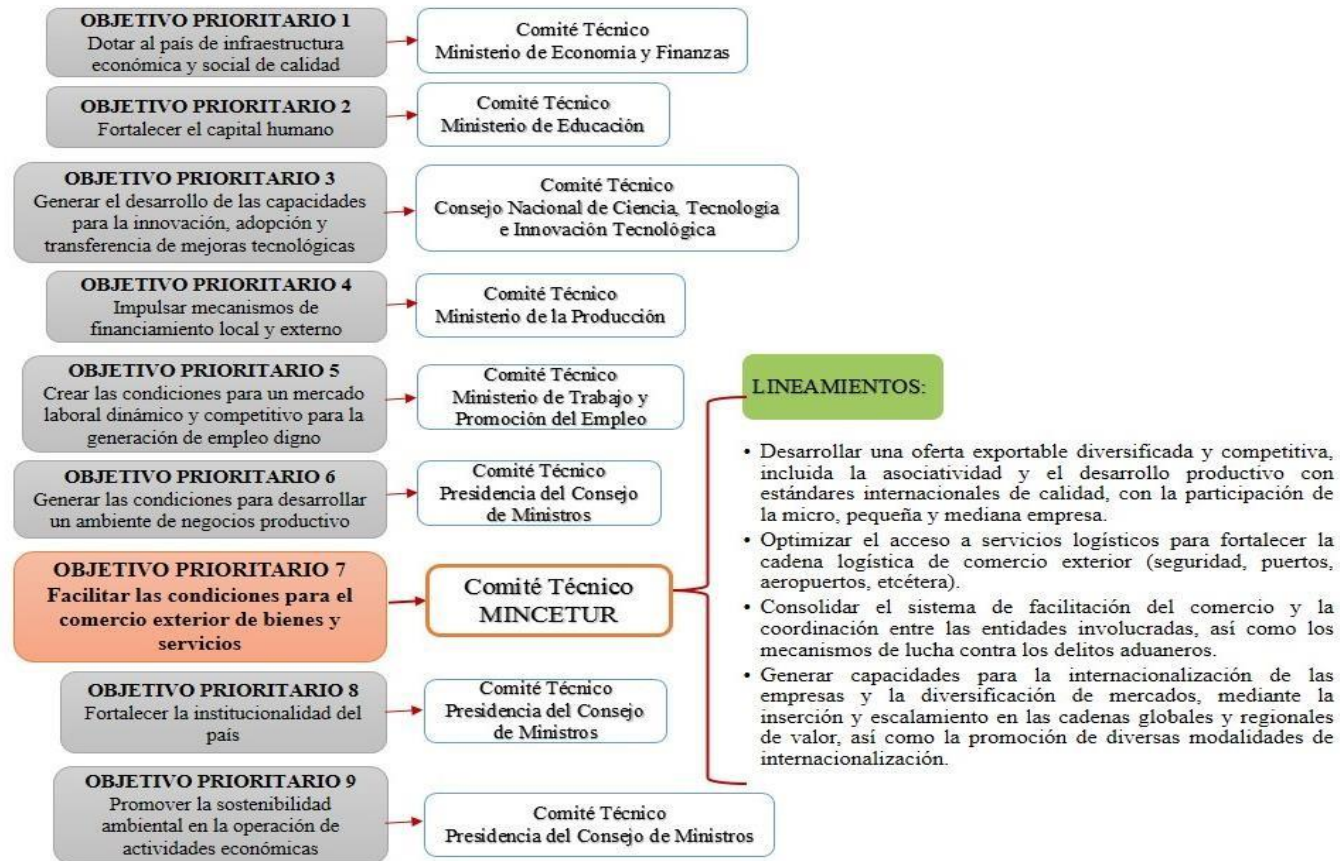 OBJETIVO PRIORITARIO 1
Dotar al país de infraestructura
económica y social de calidad
Comité Técnico
Ministerio de Economía y Finanzas
OBJETIVO PRIORITARIO 2
Fortalecer el capital humano
Comité Técnico
Ministerio de Educación
OBJETIVO PRIORITARIO 3
Generar el desarrollo de las capacidades
para la innovación, adopción y
transferencia de mejoras tecnológicas
Comité Técnico
Consejo Nacional de Ciencia, Tecnología
e Innovación Tecnológica
OBJETIVO PRIORITARIO 4
Impulsar mecanismos de
financiamiento local y externo
Comité Técnico
Ministerio de la Producción
OBJETIVO PRIORITARIO 5
Crear las condiciones para un mercado
laboral dinámico y competitivo para la
generación de empleo digno
Comité Técnico
Ministerio de Trabajo y
Promoción del Empleo
OBJETIVO PRIORITARIO 6
Generar las condiciones para desarrollar
un ambiente de negocios productivo
Comité Técnico
Presidencia del Consejo
de Ministros
OBJETIVO PRIORITARIO 7
Facilitar las condiciones para el
comercio exterior de bienes y
servicios
Comité Técnico
MINCETUR
OBJETIVO PRIORITARIO 8
Fortalecer la institucionalidad del
país
Comité Técnico
Presidencia del Consejo
de Ministros
OBJETIVO PRIORITARIO 9
Promover la sostenibilidad
ambiental en la operación de
actividades económicas
Comité Técnico
Presidencia del Consejo de Ministros
LINEAMIENTOS:
• Desarrollar una oferta exportable diversificada y competitiva,
incluida la asociatividad y el desarrollo productivo con
estándares internacionales de calidad, con la participación de
la micro, pequeña y mediana empresa.
• Optimizar el acceso a servicios logísticos para fortalecer la
cadena logística de comercio exterior (seguridad, puertos,
aeropuertos, etcétera).
• Consolidar el sistema de facilitación del comercio y la
coordinación entre las entidades involucradas, así como los
mecanismos de lucha contra los delitos aduaneros.
• Generar capacidades para la internacionalización de las
empresas y la diversificación de mercados, mediante la
inserción y escalamiento en las cadenas globales y regionales
de valor, así como la promoción de diversas modalidades de
internacionalización.